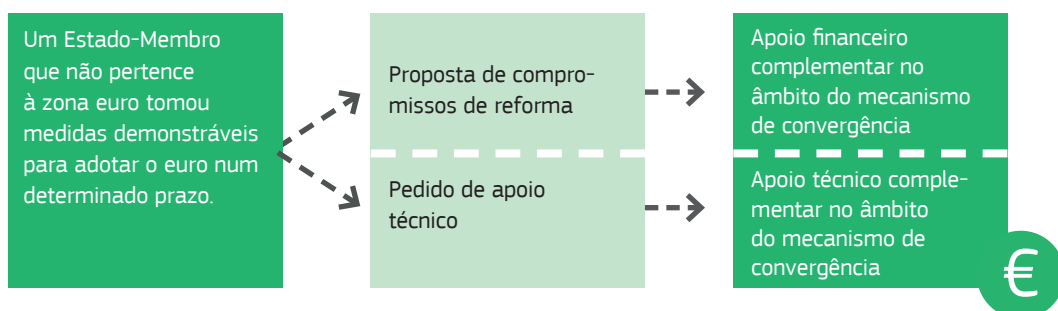 Um Estado-Membro
que não pertence
à zona euro tomou
medidas demonstráveis
para adotar o euro num
determinado prazo.
Proposta de compro-
missos de reforma
Pedido de apoio
técnico
Apoio financeiro
complementar no
âmbito do mecanismo
de convergência
Apoio técnico comple-
mentar no âmbito
do mecanismo de
convergência
€